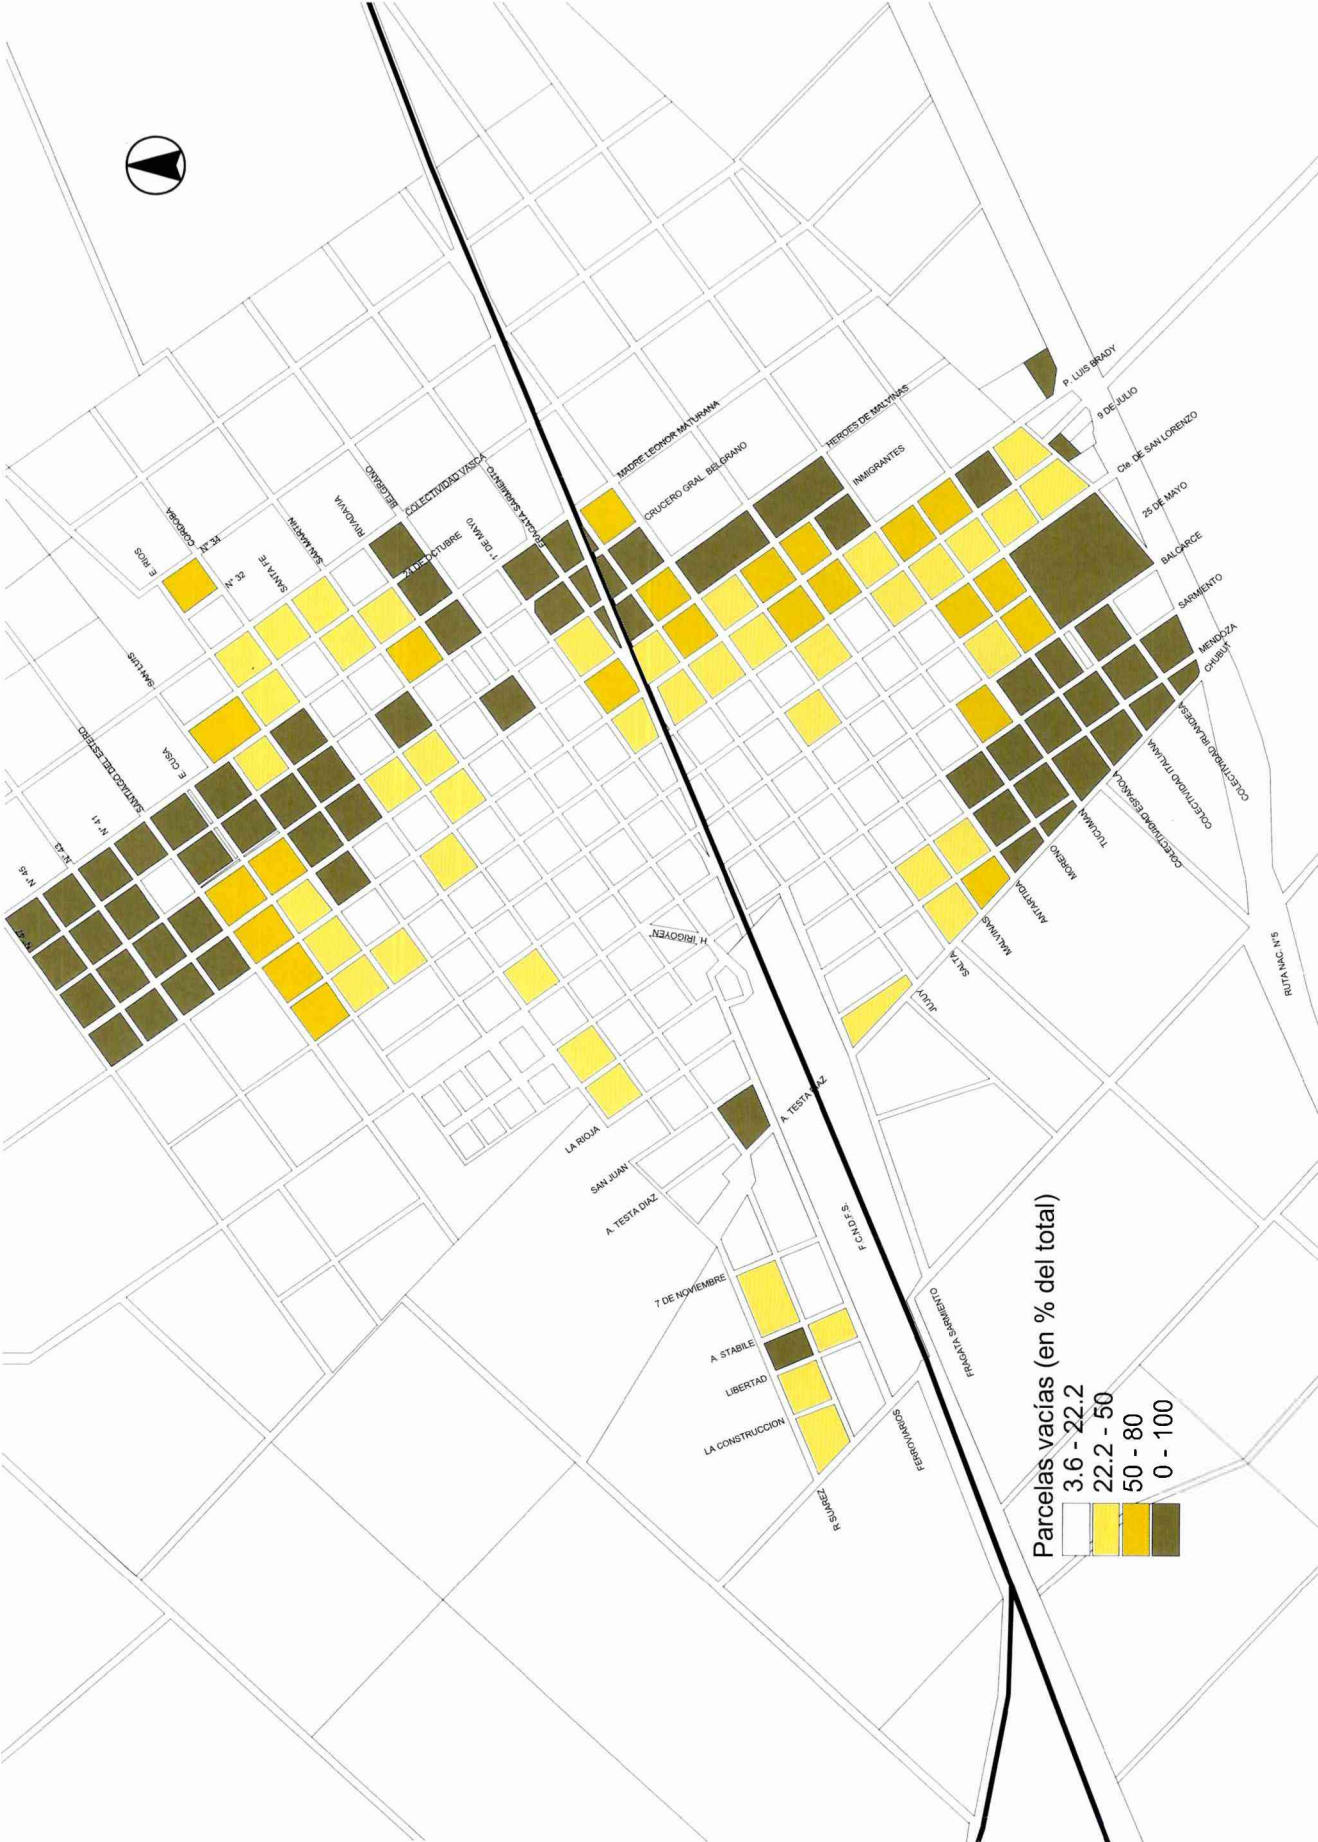 E. RIOS
CORDOBA
N° 34
N° 32
SANTA FE
SAN MARTIN
RIVADAVIA
BELGRANO
COLECTIVIDAD VASCA
24 DE OCTUBRE
1° DE MAYO
FRAGATA SARMIENTO
MADRE LEONOR MATURANA
CRUCERO GRAL. BELGRANO
HEROES DE MALVINAS
INMIGRANTES
P. LUIS BRADY
9 DE JULIO
Cte. DE SAN LORENZO
25 DE MAYO
BALCARCE
SARMIENTO
MENDOZA
CHUBUT
COLECTIVIDAD IRLANDESA
COLECTIVIDAD ITALIANA
COLECTIVIDAD ESPAÑOLA
TUCUMAN
MORENO
ANTARTIDA
MALVINAS
SALTA
JUJUY
SAN LUIS
E. CUSA
SANTIAGO DEL ESTERO
N° 41
N° 43
N° 45
N° 47
H. IRIGOYEN
LA RIOJA
SAN JUAN
A. TESTA DIAZ
A. TESTA DIAZ
7 DE NOVIEMBRE
A. STABILE
LIBERTAD
LA CONSTRUCCION
R.SUAREZ
FERROVIARIOS
F.C.N.D.F.S.
FRAGATA SARMIENTO
RUTA NAC. N°5
Parcelas vacías (en % del total)
3.6 - 22.2
22.2 - 50
50 - 80
0 - 100